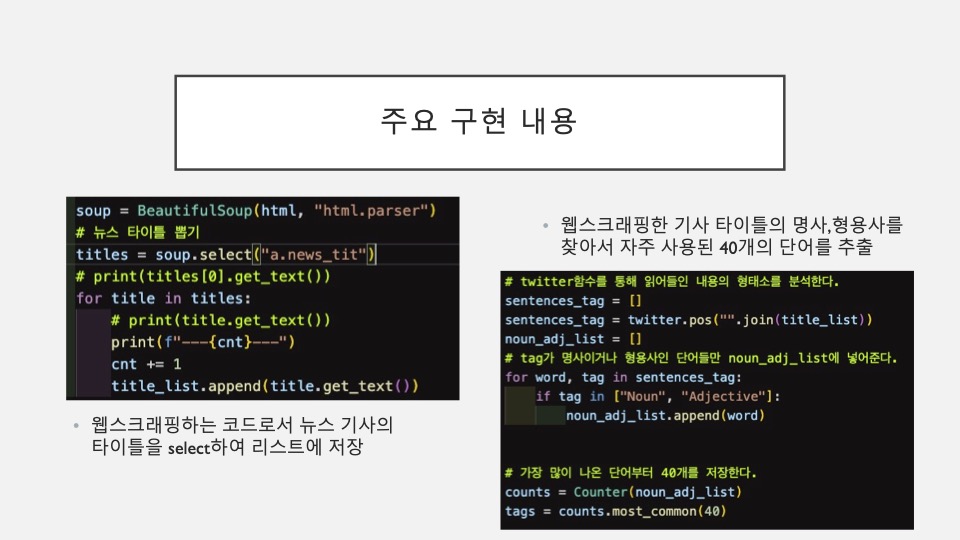 주요 구현 내용
soup = BeautifulSoup(html, "html.parser")
# 뉴스 타이틀 뽑기
titles = soup.select("a.news_tit")
# print(titles[0].get_text())
for title in titles:
    # print(title.get_text())
    print(f"---{cnt}---")
    cnt += 1
    title_list.append(title.get_text())
• 웹스크래핑하는 코드로서 뉴스 기사의
타이틀을 select하여 리스트에 저장
• 웹스크래핑한 기사 타이틀의 명사,형용사를
찾아서 자주 사용된 40개의 단어를 추출
# twitter함수를 통해 읽어들인 내용의 형태소를 분석한다.
sentences_tag = []
sentences_tag = twitter.pos("".join(title_list))
noun_adj_list = []
# tag가 명사이거나 형용사인 단어들만 noun_adj_list에 넣어준다.
for word, tag in sentences_tag:
    if tag in ["Noun", "Adjective"]:
        noun_adj_list.append(word)
# 가장 많이 나온 단어부터 40개를 저장한다.
counts = Counter(noun_adj_list)
tags = counts.most_common(40)